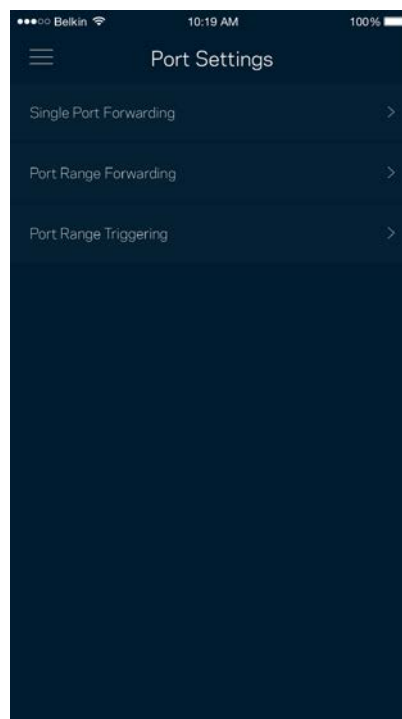 Belkin 10:19 AM 100%
Port Settings
Single Port Forwarding
Port Range Forwarding
Port Range Triggering